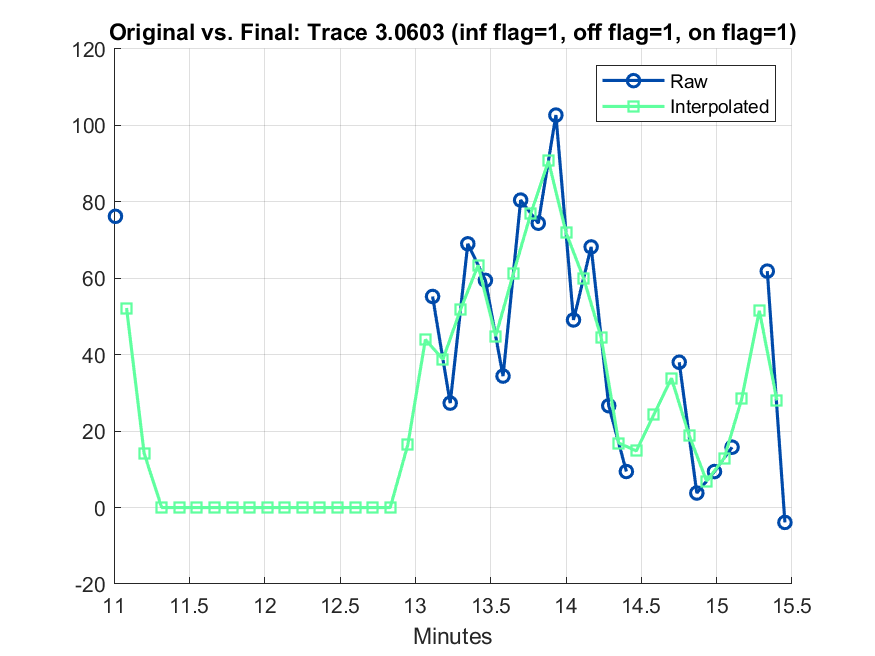 Original vs. Final: Trace 3.0603 (inf flag=1, off flag=1, on flag=1)
120
100
80
60
40
20
0
-20
Raw
Interpolated
11 11.5 12 12.5 13 13.5 14 14.5 15 15.5
Minutes